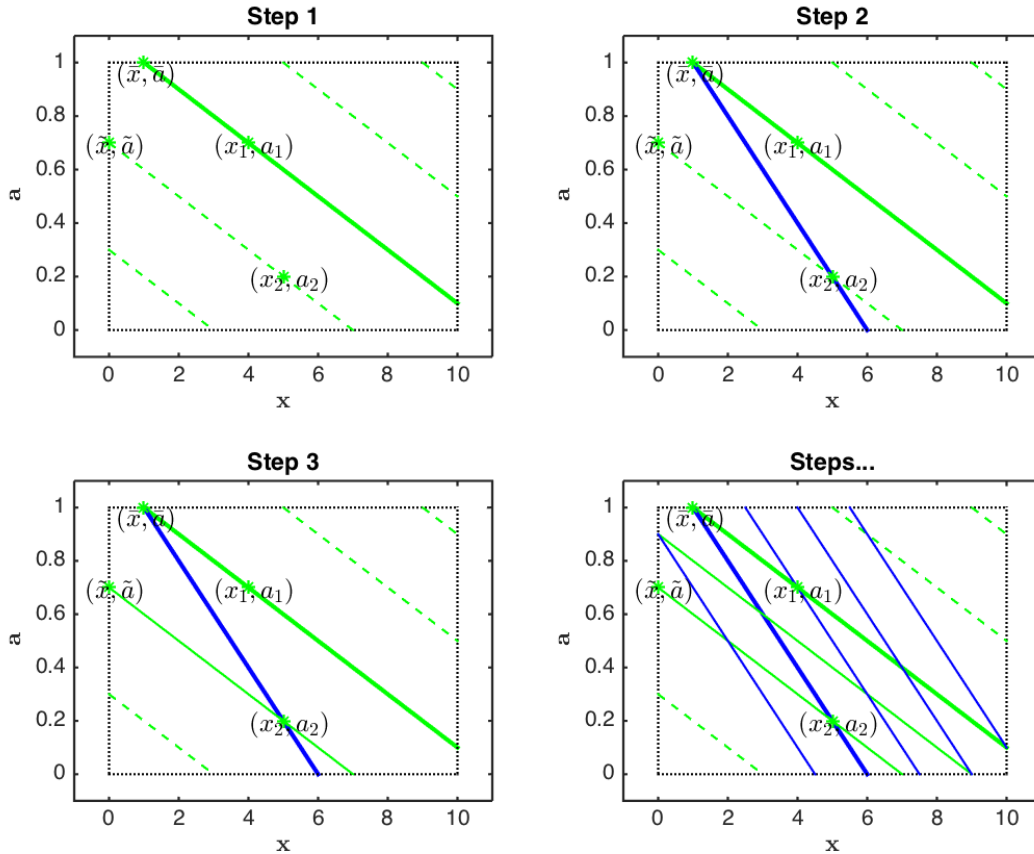 Step 1
1
0.8
0.6
0.4
0.2
0
a
(x̅, a̅)
(x̃, ã)
(x₁, a₁)
(x₂, a₂)
0 2 4 6 8 10
x
Step 2
1
0.8
0.6
0.4
0.2
0
a
(x̅, a̅)
(x̃, ã)
(x₁, a₁)
(x₂, a₂)
0 2 4 6 8 10
x
Step 3
1
0.8
0.6
0.4
0.2
0
a
(x̅, a̅)
(x̃, ã)
(x₁, a₁)
(x₂, a₂)
0 2 4 6 8 10
x
Steps...
1
0.8
0.6
0.4
0.2
0
a
(x̅, a̅)
(x̃, ã)
(x₁, a₁)
(x₂, a₂)
0 2 4 6 8 10
x